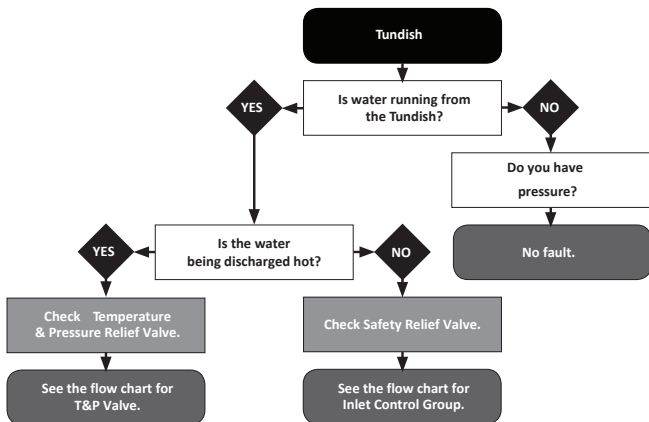 Tundish
YES
Is water running from
the Tundish?
NO
Do you have
pressure?
No fault.
YES
Is the water
being discharged hot?
NO
Check Temperature
& Pressure Relief Valve.
Check Safety Relief Valve.
See the flow chart for
T&P Valve.
See the flow chart for
Inlet Control Group.